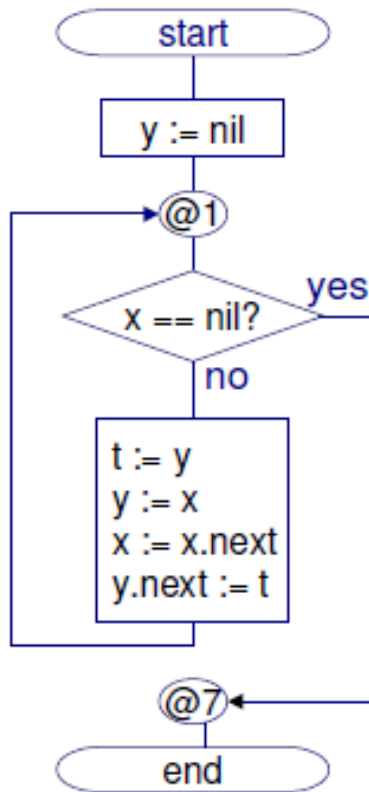 start
y := nil
@1
x == nil?
yes
no
t := y
y := x
x := x.next
y.next := t
@7
end